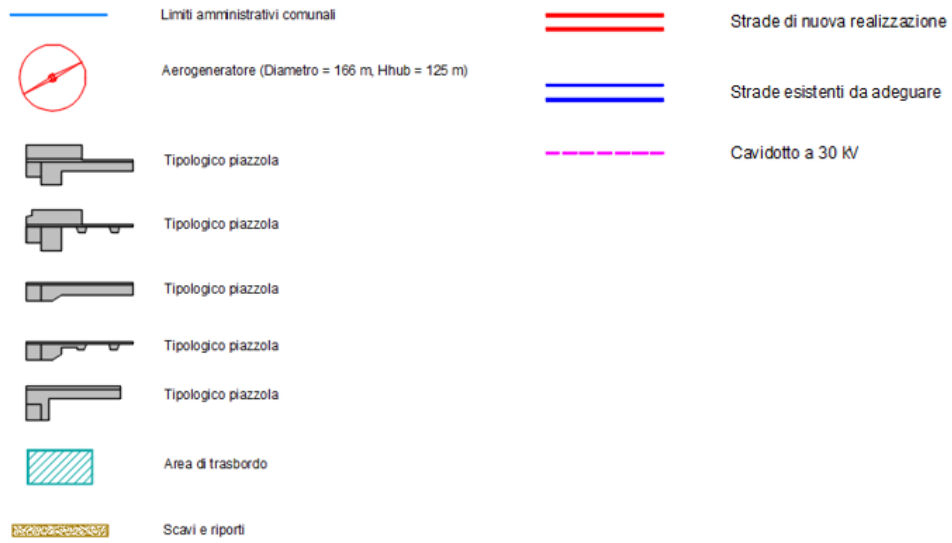 Limiti amministrativi comunali
Aerogeneratore (Diametro = 166 m, Hhub = 125 m)
Tipologico piazzola
Tipologico piazzola
Tipologico piazzola
Tipologico piazzola
Tipologico piazzola
Area di trasbordo
Scavi e riporti
Strade di nuova realizzazione
Strade esistenti da adeguare
Cavidotto a 30 kV